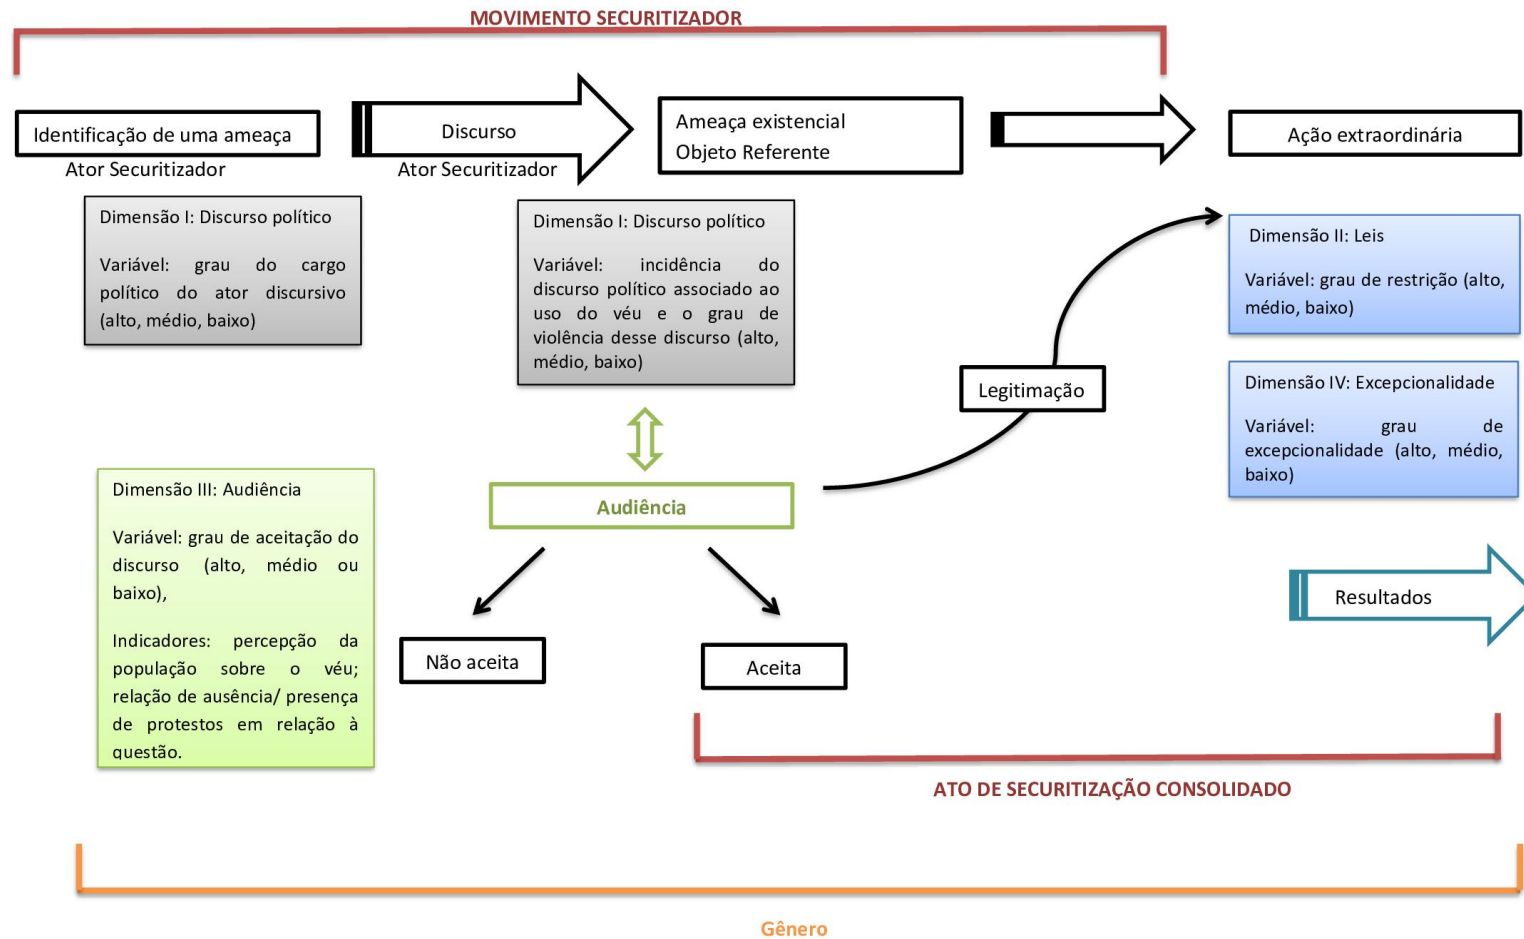 MOVIMENTO SECURITIZADOR
Identificação de uma ameaça
Ator Securitizador
Discurso
Ator Securitizador
Ameaça existencial
Objeto Referente
Ação extraordinária
Dimensão I: Discurso político
Variável: grau do cargo
político do ator discursivo
(alto, médio, baixo)
Dimensão I: Discurso político
Variável: incidência do
discurso político associado ao
uso do véu e o grau de
violência desse discurso (alto,
médio, baixo)
Dimensão II: Leis
Variável: grau de restrição (alto,
médio, baixo)
Legitimação
Dimensão IV: Excepcionalidade
Variável: grau de
excepcionalidade (alto, médio,
baixo)
Dimensão III: Audiência
Variável: grau de aceitação do
discurso (alto, médio ou
baixo),
Indicadores: percepção da
população sobre o véu;
relação de ausência/ presença
de protestos em relação à
questão.
Audiência
Não aceita
Aceita
Resultados
ATO DE SECURITIZAÇÃO CONSOLIDADO
Gênero